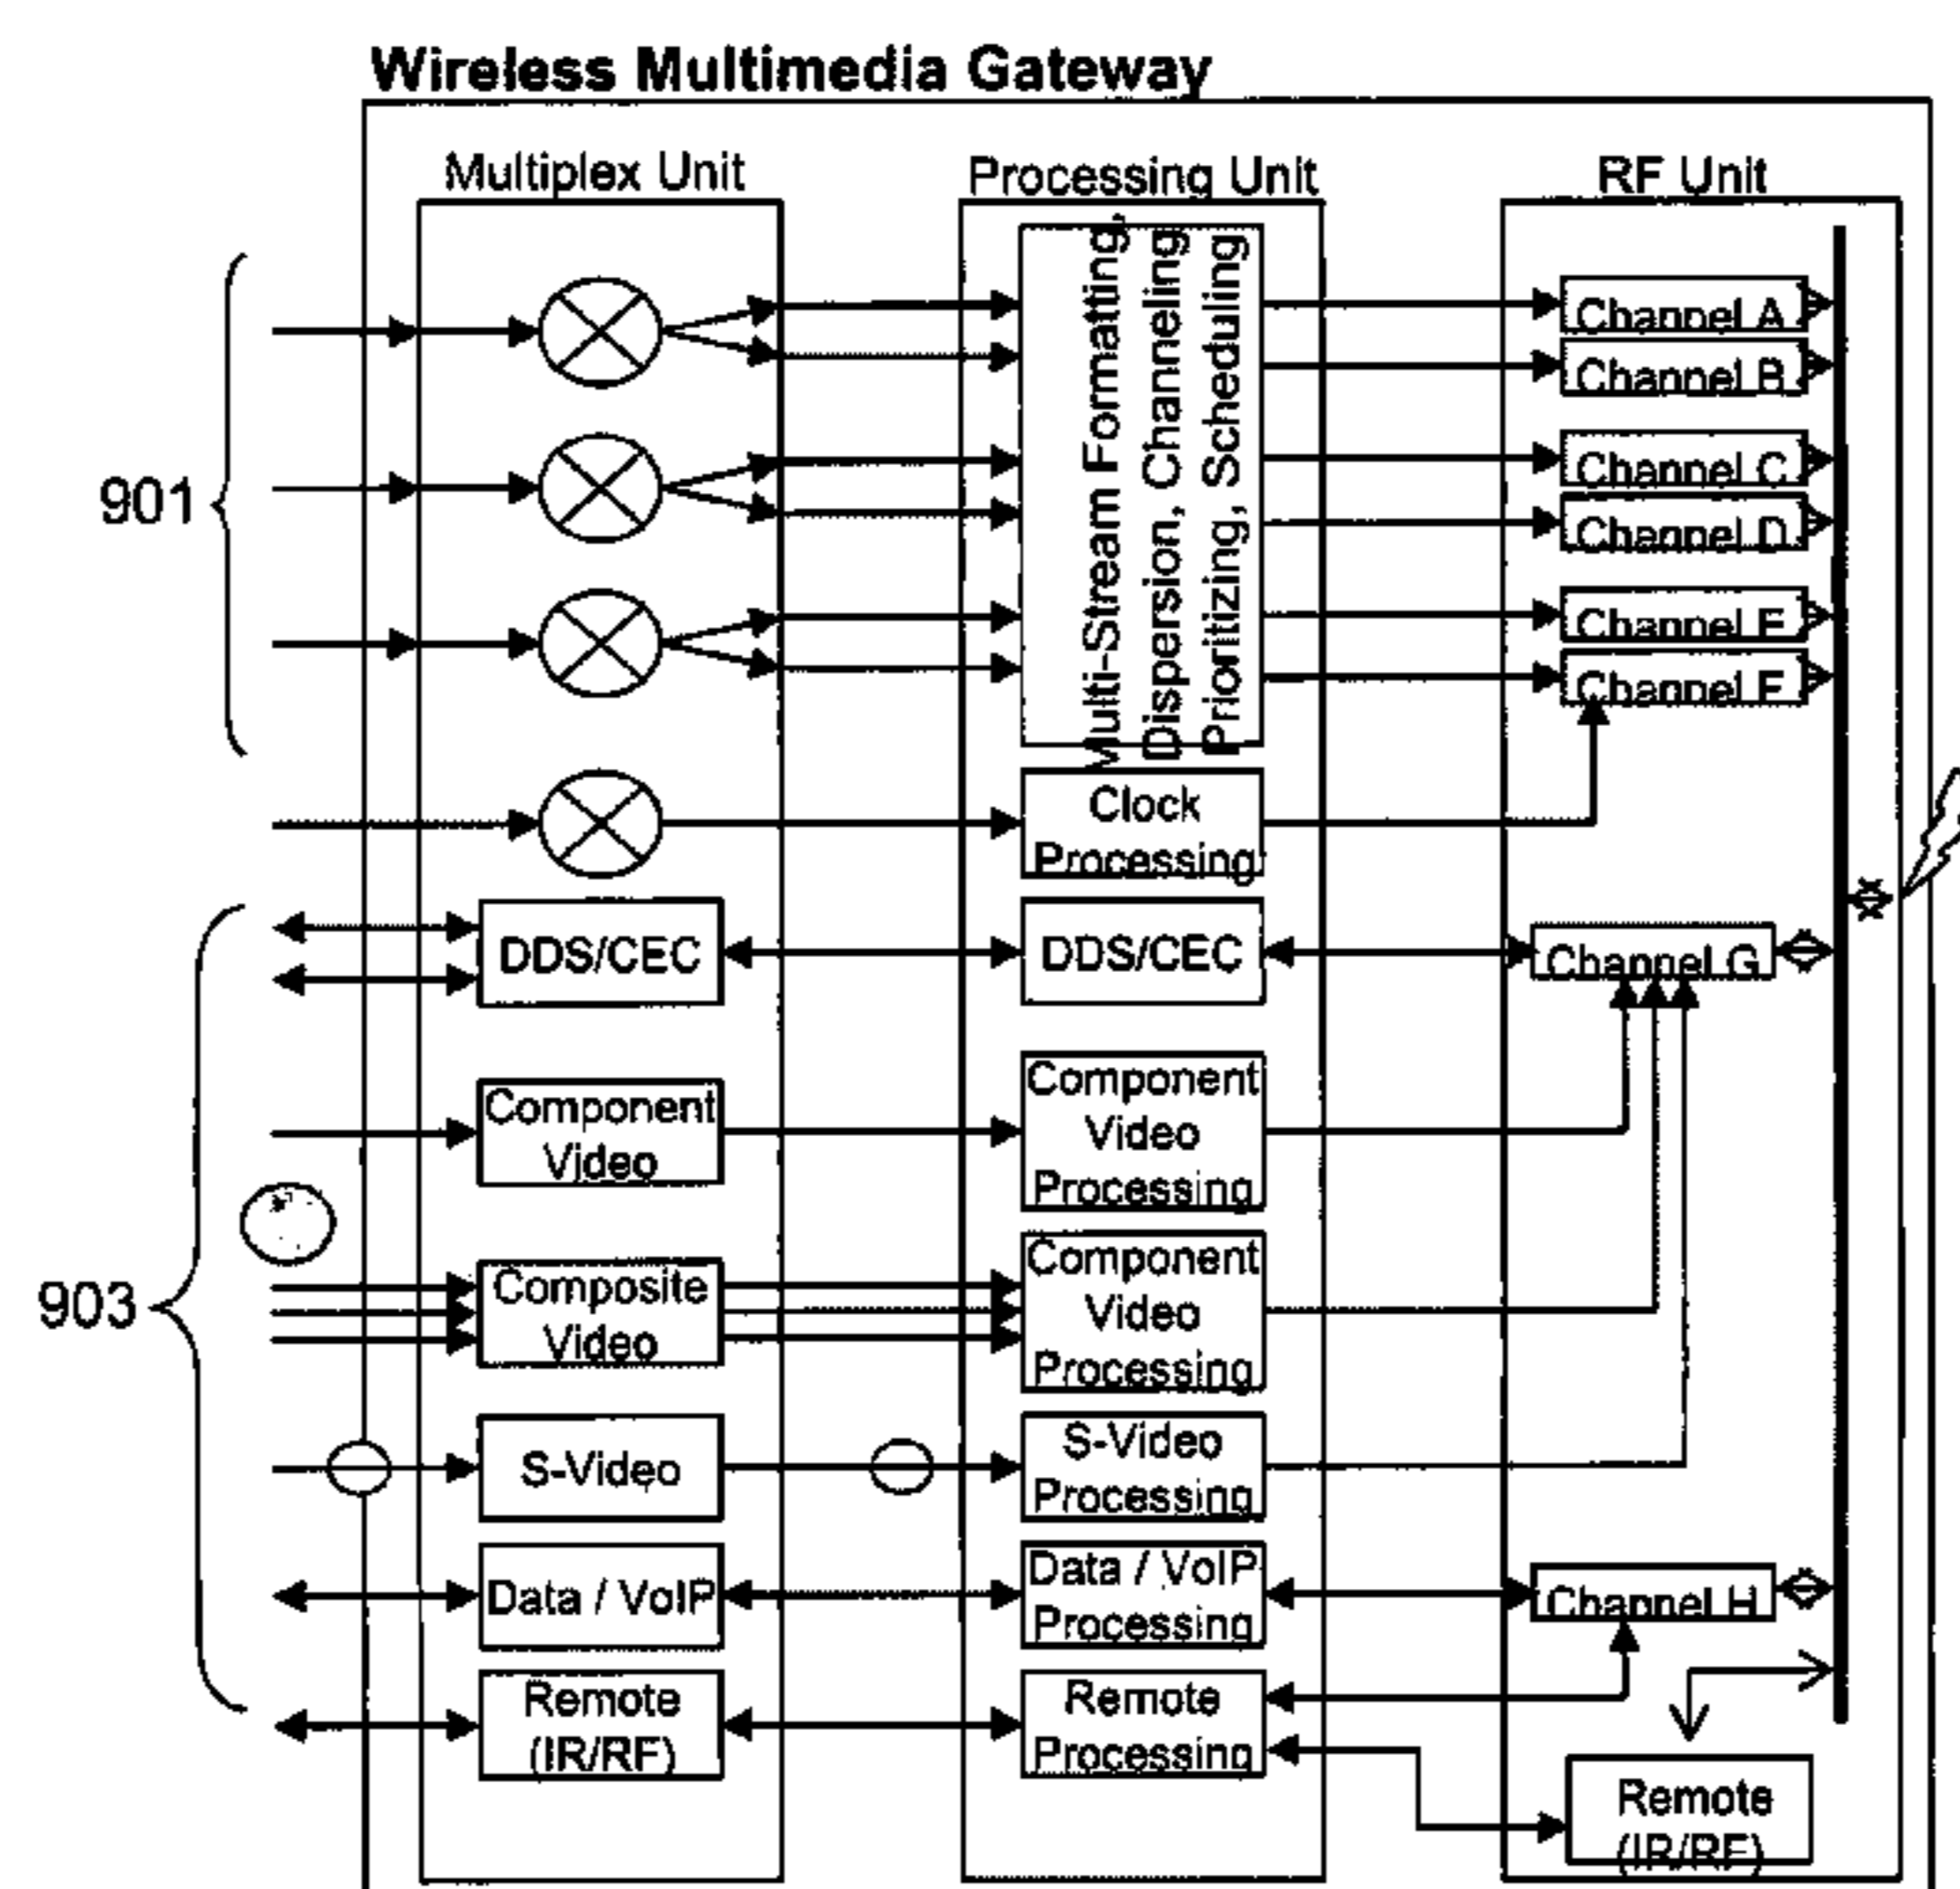 Wireless Multimedia Gateway
Multiplex Unit
Processing Unit
RF Unit
901
Multi-Stream Formatting,
Dispersion, Channeling
Prioritizing, Scheduling
Channel A
Channel B
Channel C
Channel D
Channel E
Channel F
Clock
Processing
903
DDS/CEC
DDS/CEC
Channel G
Component
Video
Component
Video
Processing
Composite
Video
Component
Video
Processing
S-Video
S-Video
Processing
Data / VoIP
Data / VoIP
Processing
Channel H
Remote
(IR/RF)
Remote
Processing
Remote
(IR/RF)